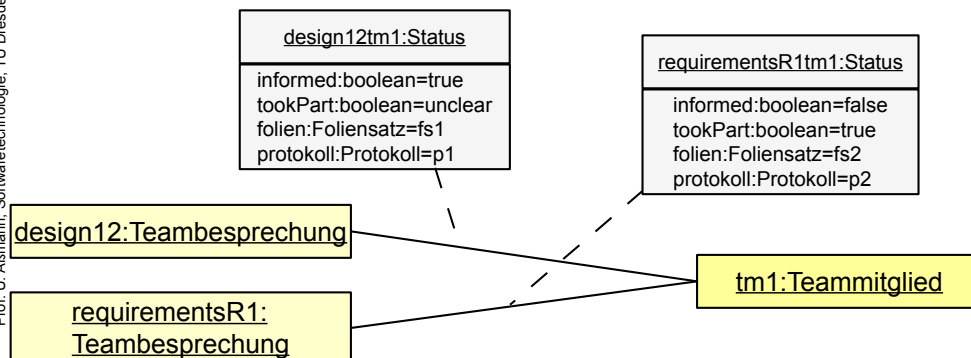 Prof. U. Aßmann, Softwaretechnologie, TU Dresde
design12tm1:Status
informed:boolean=true
tookPart:boolean=unclear
folien:Foliensatz=fs1
protokoll:Protokoll=p1
requirementsR1tm1:Status
informed:boolean=false
tookPart:boolean=true
folien:Foliensatz=fs2
protokoll:Protokoll=p2
design12:Teambesprechung
requirementsR1:
Teambesprechung
tm1:Teammitglied